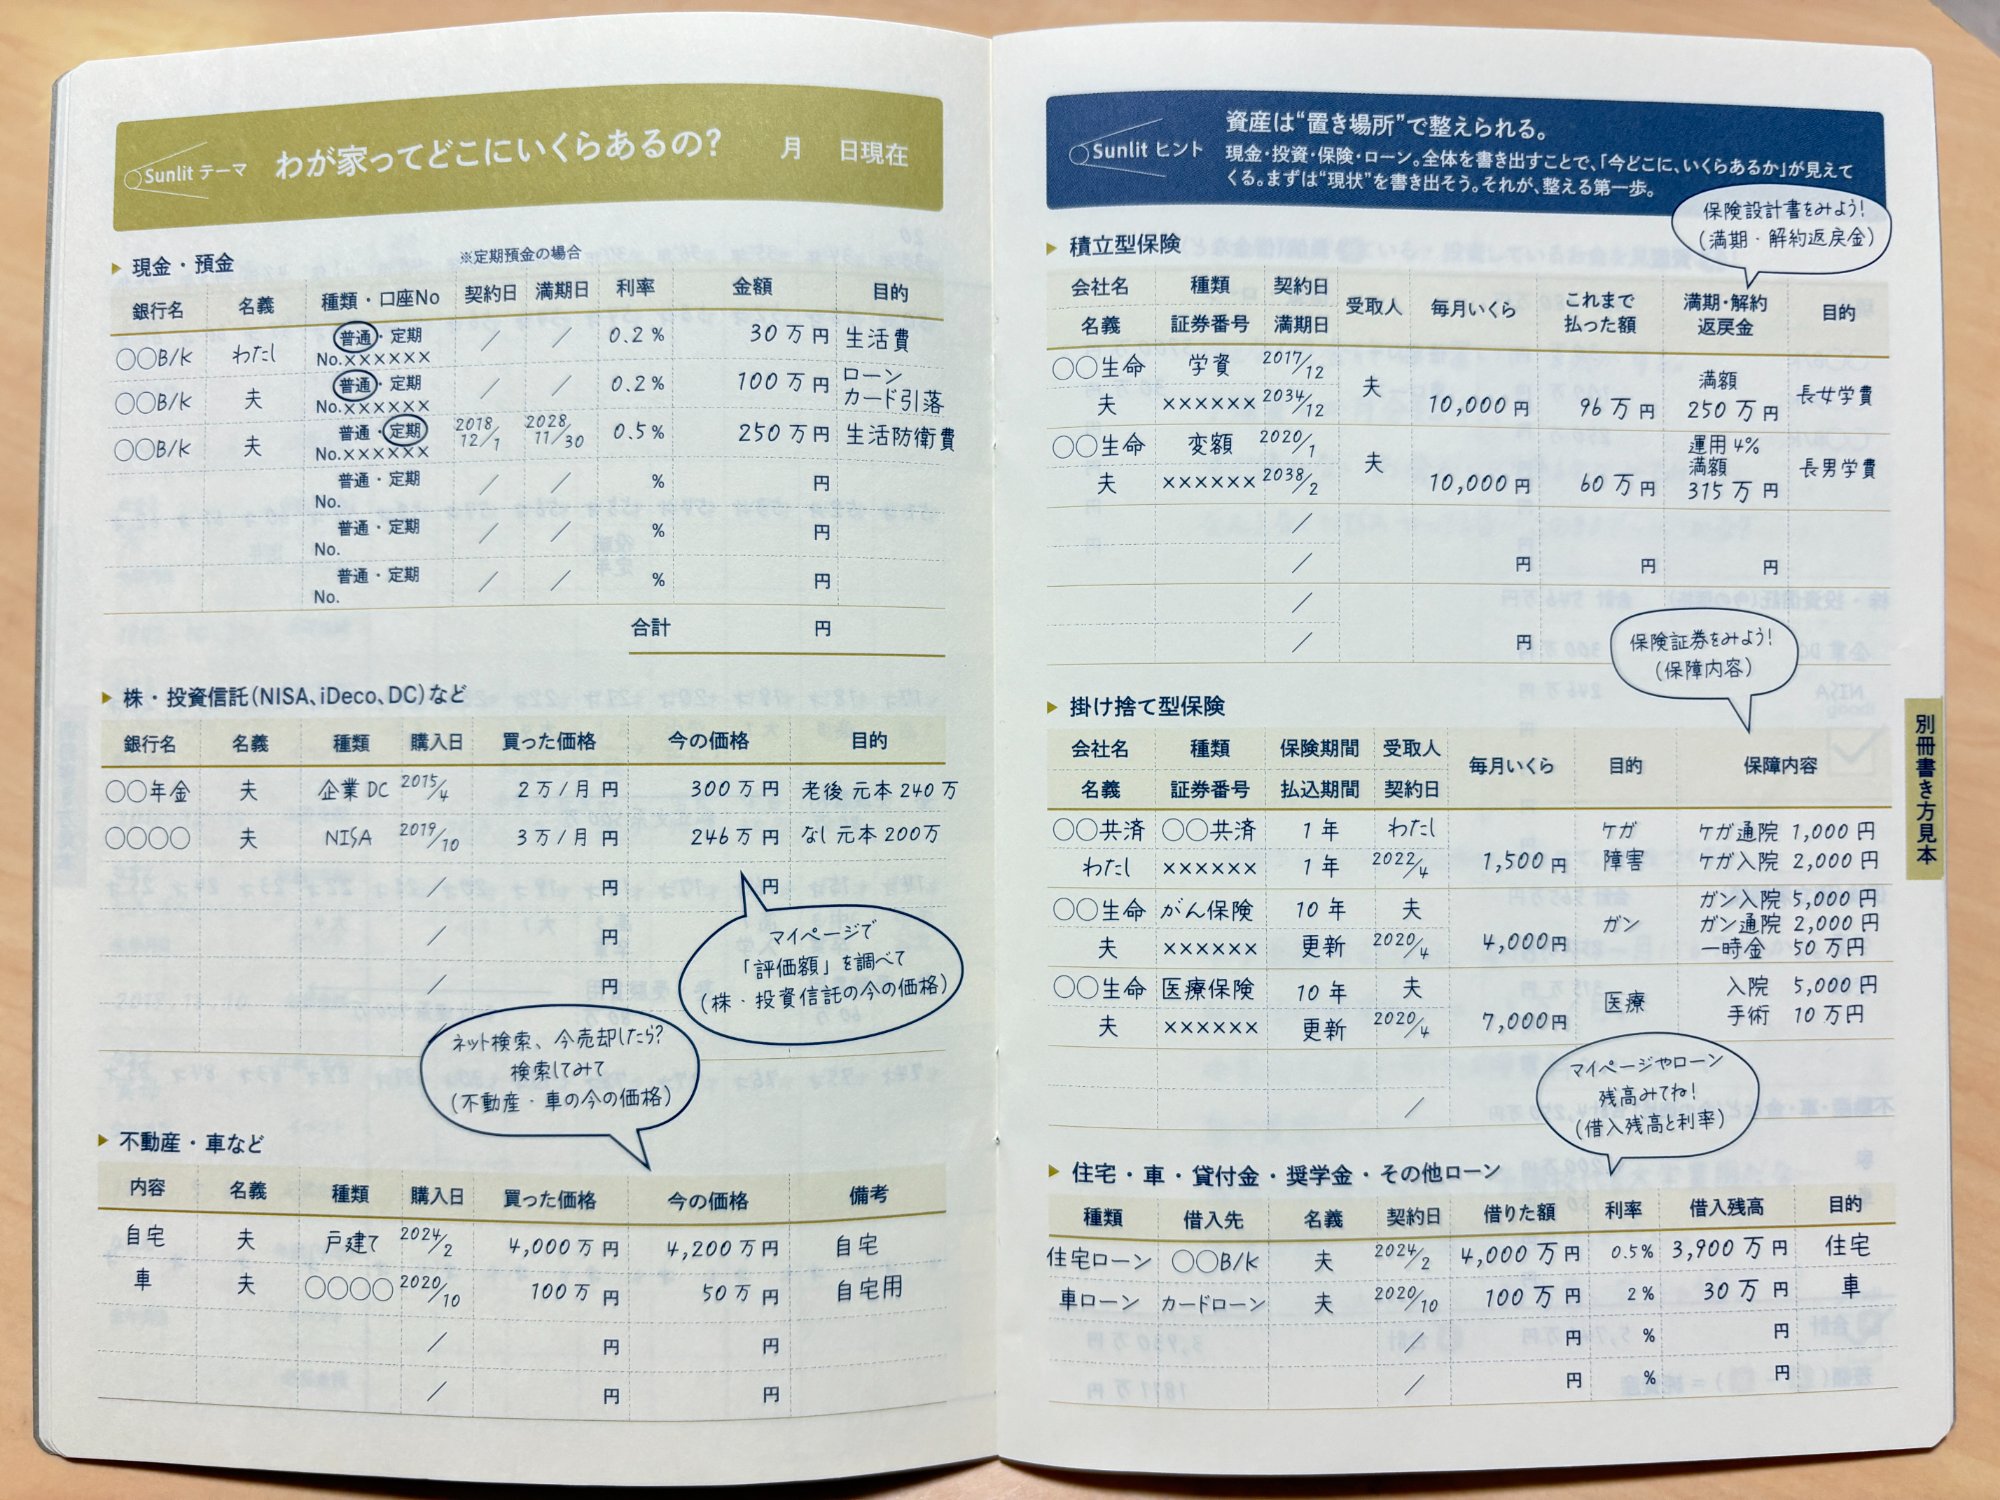 Sunlit テーマ わが家ってどこにいくらあるの? 月 日現在
現金・預金
※定期預金の場合
銀行名 名義 種類・口座No 契約日 満期日 利率 金額 目的
○○B/K わたし 普通・定期 No.×××××× / / 0.2% 30万円 生活費
○○B/K 夫 普通・定期 No.×××××× / / 0.2% 100万円 ローン カード引落
○○B/K 夫 普通・定期 No.×××××× 2018 12/1 2028 11/30 0.5% 250万円 生活防衛費
普通・定期 No. / / % 円
普通・定期 No. / / % 円
普通・定期 No. / / % 円
合計 円
株・投資信託(NISA、iDeco、DC)など
銀行名 名義 種類 購入日 買った価格 今の価格 目的
○○年金 夫 企業DC 2015/4 2万/月 円 300万円 老後 元本240万
○○○○ 夫 NISA 2019/10 3万/月 円 246万円 なし 元本200万
/ 円 円
/ 円
/ 円
マイページで
「評価額」を調べて
(株・投資信託の今の価格)
ネット検索、今売却したら?
検索してみて
(不動産・車の今の価格)
不動産・車など
内容 名義 種類 購入日 買った価格 今の価格 備考
自宅 夫 戸建て 2024/2 4,000万円 4,200万円 自宅
車 夫 ○○○○ 2020/10 100万円 50万円 自宅用
/ 円 円
/ 円 円
Sunlit ヒント
資産は“置き場所”で整えられる。
現金・投資・保険・ローン。全体を書き出すことで、「今どこに、いくらあるか」が見えて
くる。まずは“現状”を書き出そう。それが、整える第一歩。
保険設計書をみよう!
(満期・解約返戻金)
積立型保険
会社名 種類 契約日 受取人 毎月いくら これまで払った額 満期・解約返戻金 目的
名義 証券番号 満期日
○○生命 学資 2017/12 夫 10,000円 96万円 満額 250万円 長女学費
夫 ×××××× 2034/12
○○生命 変額 2020/1 夫 10,000円 60万円 運用4% 満額 315万円 長男学費
夫 ×××××× 2038/2
/
/ 円 円 円
/
/ 円
保険証券をみよう!
(保障内容)
掛け捨て型保険
会社名 種類 保険期間 受取人 毎月いくら 目的 保障内容
名義 証券番号 払込期間 契約日
○○共済 ○○共済 1年 わたし ケガ ケガ通院 1,000円
わたし ×××××× 1年 2022/4 1,500円 障害 ケガ入院 2,000円
○○生命 がん保険 10年 夫 ガン ガン入院 5,000円
ガン通院 2,000円
夫 ×××××× 更新 2020/4 4,000円 一時金 50万円
○○生命 医療保険 10年 夫 医療 入院 5,000円
夫 ×××××× 更新 2020/4 7,000円 手術 10万円
/
マイページやローン
残高みてね!
(借入残高と利率)
住宅・車・貸付金・奨学金・その他ローン
種類 借入先 名義 契約日 借りた額 利率 借入残高 目的
住宅ローン ○○B/K 夫 2024/2 4,000万円 0.5% 3,900万円 住宅
車ローン カードローン 夫 2020/10 100万円 2% 30万円 車
/ 円 % 円
/ 円 % 円
別冊書き方見本